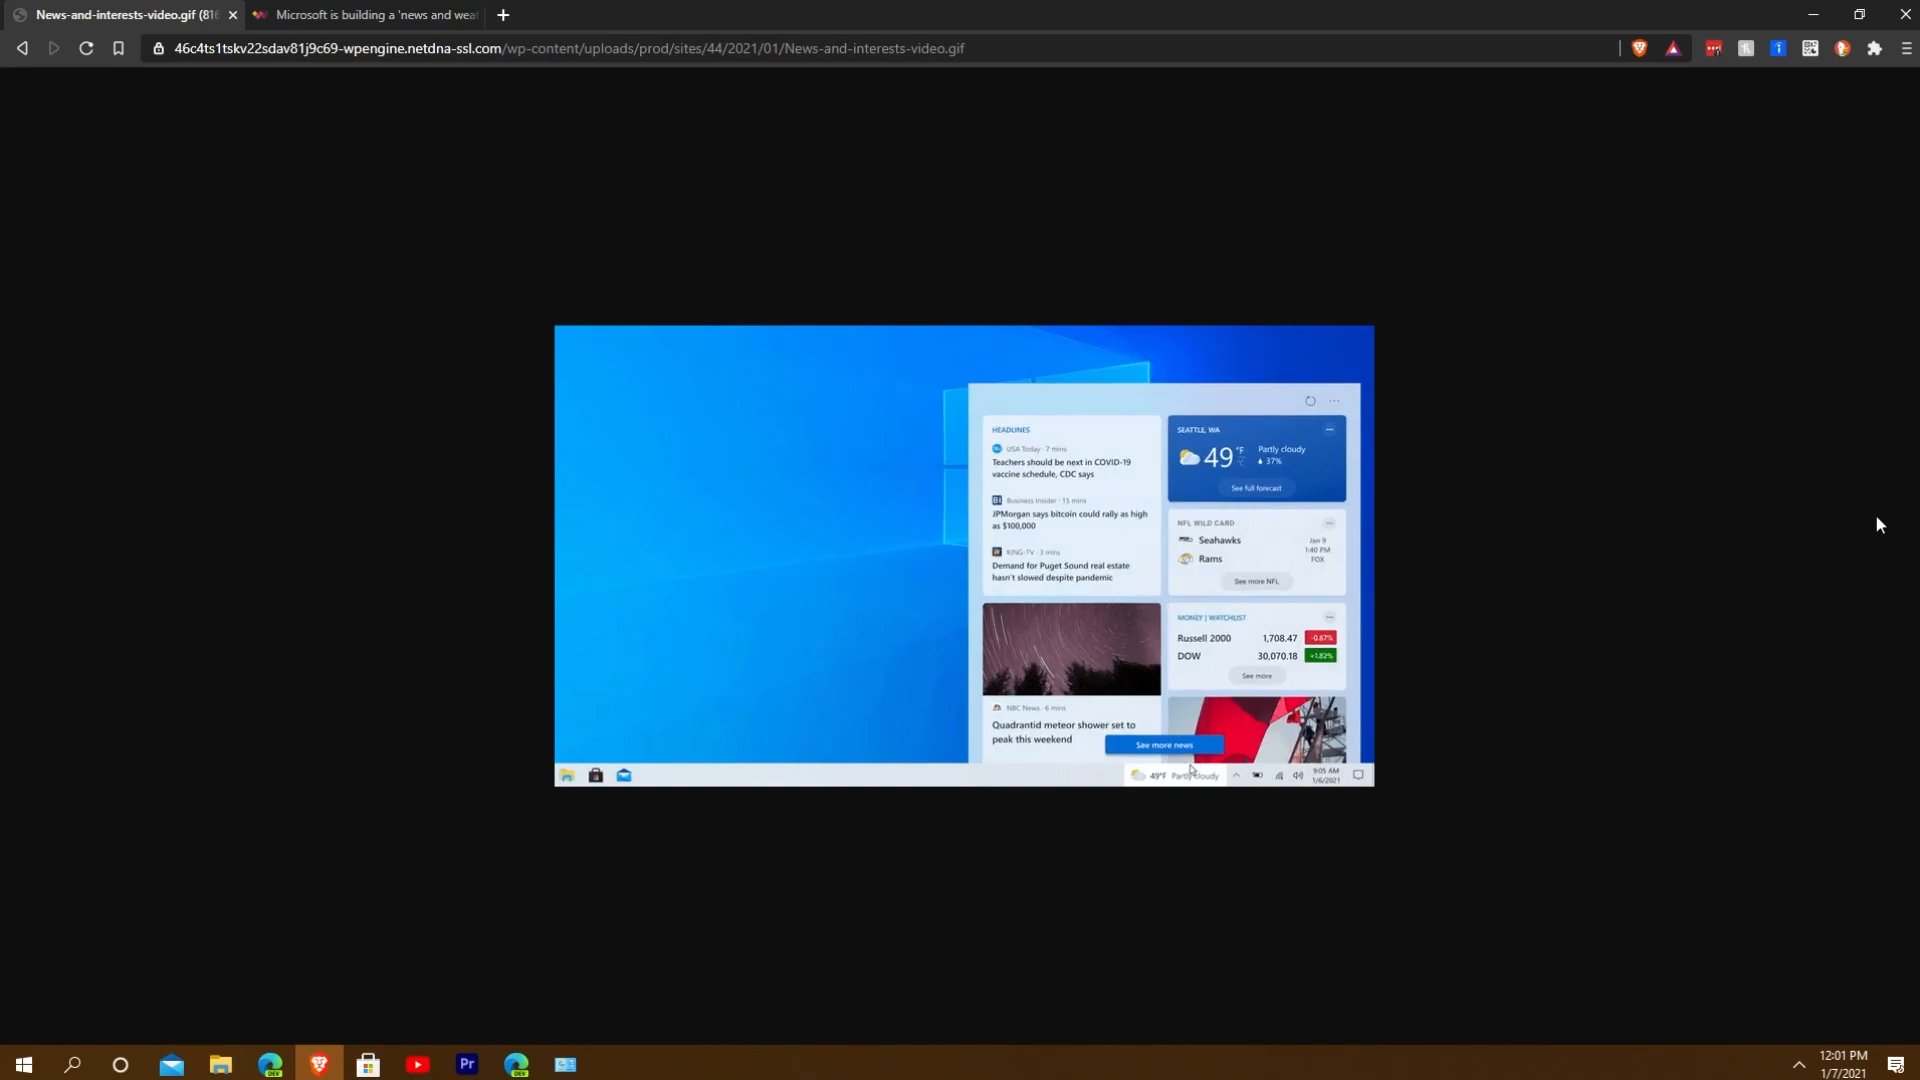 News-and-interests-video.gif (816
Microsoft is building a 'news and wea
46c4ts1tskv22sdav81j9c69-wpengine.netdna-ssl.com/wp-content/uploads/prod/sites/44/2021/01/News-and-interests-video.gif
HEADLINES
USA Today · 7 mins
Teachers should be next in COVID-19
vaccine schedule, CDC says
BI Business Insider · 15 mins
JPMorgan says bitcoin could rally as high
as $100,000
KING-TV · 3 mins
Demand for Puget Sound real estate
hasn't slowed despite pandemic
NBC News · 6 mins
Quadrantid meteor shower set to
peak this weekend
SEATTLE, WA
49 °F
°C
Partly cloudy
37%
See full forecast
NFL WILD CARD
Seahawks
Rams
Jan 9
1:40 PM
FOX
See more NFL
MONEY | WATCHLIST
Russell 2000 1,708.47 -0.67%
DOW 30,070.18 +1.82%
See more
See more news
49°F Partly cloudy
9:05 AM
1/6/2021
DEV
Pr
DEV
12:01 PM
1/7/2021